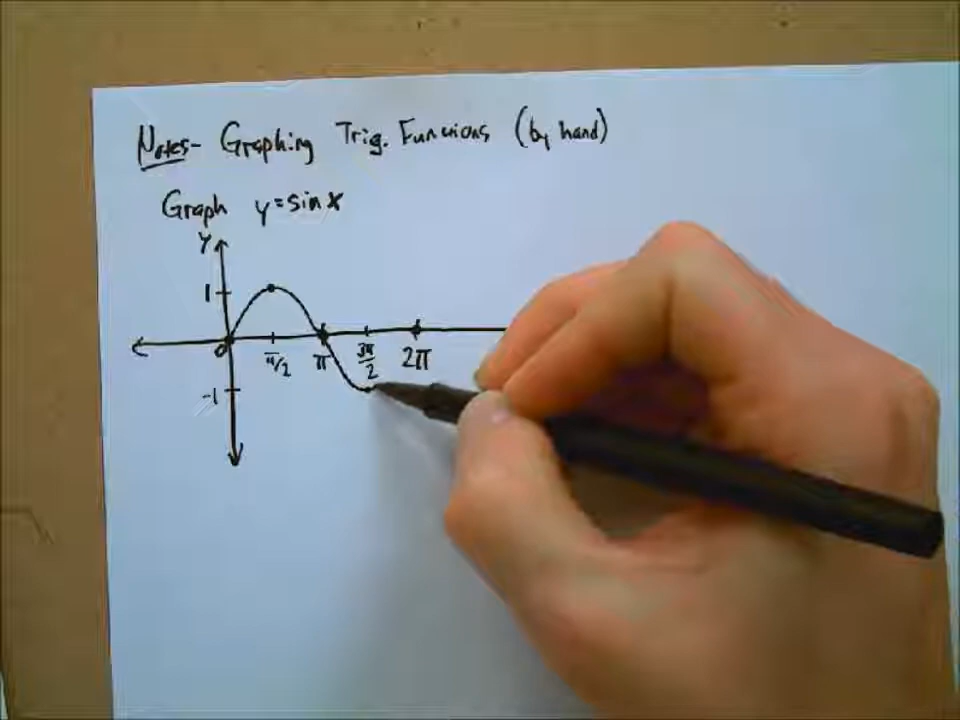 Notes- Graphing Trig. Funcions (by hand)
Graph y=sin x
y
1
0 π/2 π 3π/2 2π
-1